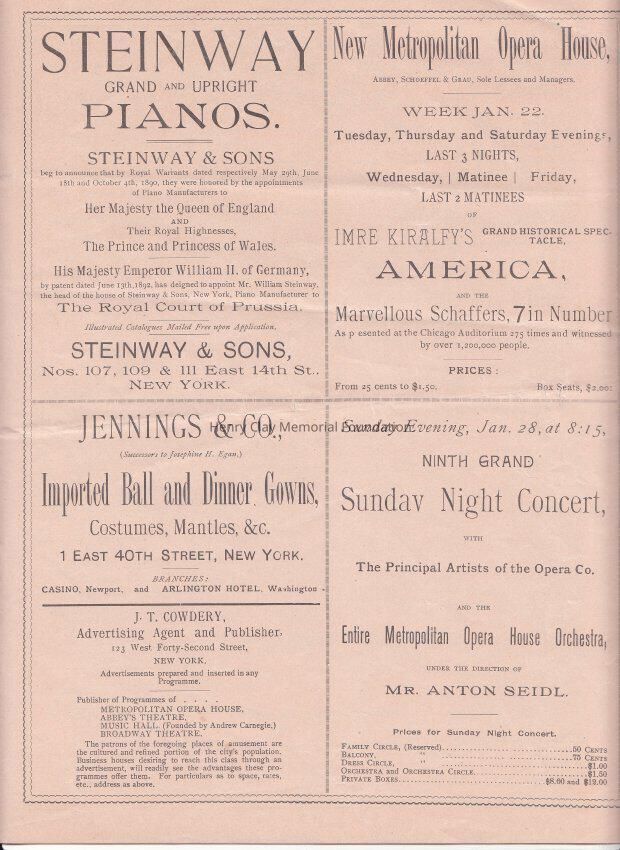 STEINWAY
GRAND AND UPRIGHT
PIANOS.
STEINWAY & SONS
beg to announce that by Royal Warrants dated respectively May 29th, June
18th and October 4th, 1890, they were honored by the appointments
of Piano Manufacturers to
Her Majesty the Queen of England
AND
Their Royal Highnesses,
The Prince and Princess of Wales.
His Majesty Emperor William II. of Germany,
by patent dated June 13th, 1892, has deigned to appoint Mr. William Steinway,
the head of the house of Steinway & Sons, New York, Piano Manufacturer to
The Royal Court of Prussia.
Illustrated Catalogues Mailed Free upon Application.
STEINWAY & SONS,
Nos. 107, 109 & 111 East 14th St..
NEW YORK.
JENNINGS & CO.,
(Successors to Josephine H. Egan,)
Imported Ball and Dinner Gowns,
Costumes, Mantles, &c.
1 EAST 40TH STREET, NEW YORK.
BRANCHES:
CASINO, Newport, and ARLINGTON HOTEL, Washington.
J. T. COWDERY,
Advertising Agent and Publisher,
123 West Forty-Second Street,
NEW YORK.
Advertisements prepared and inserted in any
Programme.
Publisher of Programmes of . . . .
METROPOLITAN OPERA HOUSE,
ABBEY'S THEATRE,
MUSIC HALL. (Founded by Andrew Carnegie,)
BROADWAY THEATRE.
The patrons of the foregoing places of amusement are
the cultured and refined portion of the city's population.
Business houses desiring to reach this class through an
advertisement, will readily see the advantages these pro-
grammes offer them. For particulars as to space, rates,
etc., address as above.
New Metropolitan Opera House,
ABBEY, SCHOEFFEL & GRAU, Sole Lessees and Managers.
WEEK JAN. 22.
Tuesday, Thursday and Saturday Evenings,
LAST 3 NIGHTS,
Wednesday, | Matinee | Friday,
LAST 2 MATINEES
OF
IMRE KIRALFY'S GRAND HISTORICAL SPEC-
TACLE,
AMERICA,
AND THE
Marvellous Schaffers, 7 in Number
As p esented at the Chicago Auditorium 275 times and witnessed
by over 1,200,000 people.
PRICES:
From 25 cents to $1.50. Box Seats, $2.00:
Henry Clay Memorial Foundation
Sunday Evening, Jan. 28, at 8:15,
NINTH GRAND
Sunday Night Concert,
WITH
The Principal Artists of the Opera Co.
AND THE
Entire Metropolitan Opera House Orchestra,
UNDER THE DIRECTION OF
MR. ANTON SEIDL.
Prices for Sunday Night Concert.
FAMILY CIRCLE, (Reserved) .50 CENTS
BALCONY, " 75 CENTS
DRESS CIRCLE, " $1.00
ORCHESTRA and ORCHESTRA CIRCLE. $1.50
PRIVATE BOXES. $8.00 and $12.00